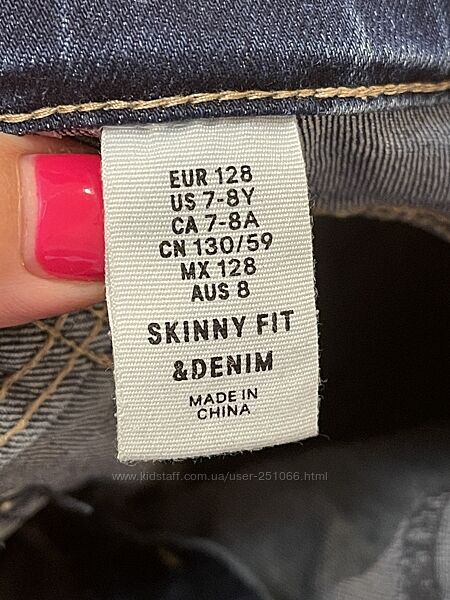 EUR 128
US 7-8Y
CA 7-8A
CN 130/59
MX 128
AUS 8
SKINNY FIT
&DENIM
MADE IN
CHINA
www.kidstaff.com.ua/user-251066.html